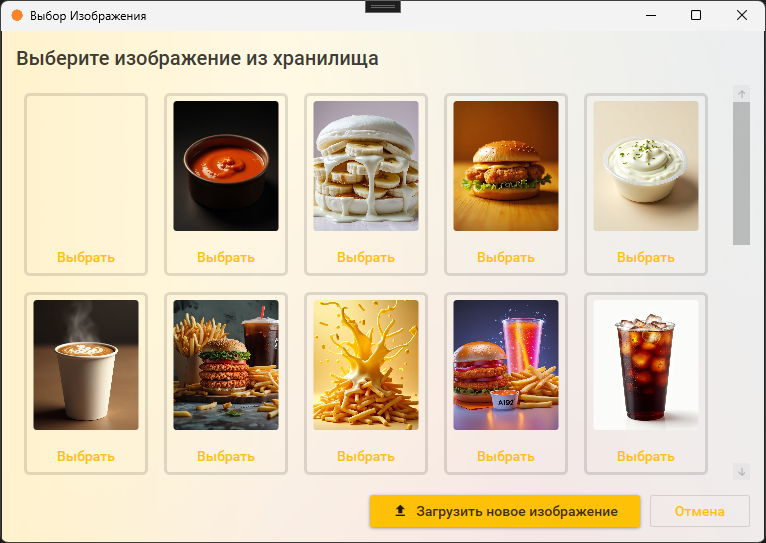 Выбор Изображения
Выберите изображение из хранилища
Выбрать
Выбрать
Выбрать
Выбрать
Выбрать
AI92
Выбрать
Выбрать
Выбрать
Выбрать
Выбрать
Загрузить новое изображение
Отмена